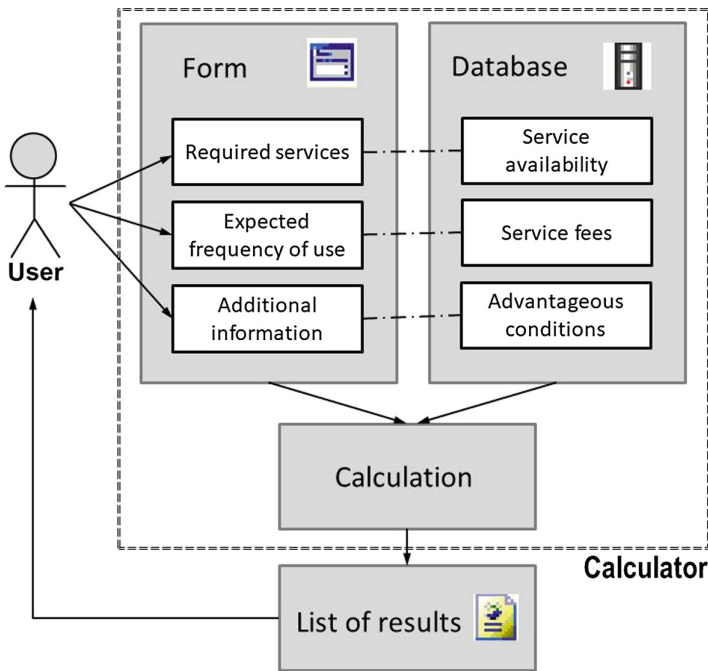 Form
Database
Required services
Service
availability
User
Expected
frequency of use
Service fees
Additional
information
Advantageous
conditions
Calculation
Calculator
List of results